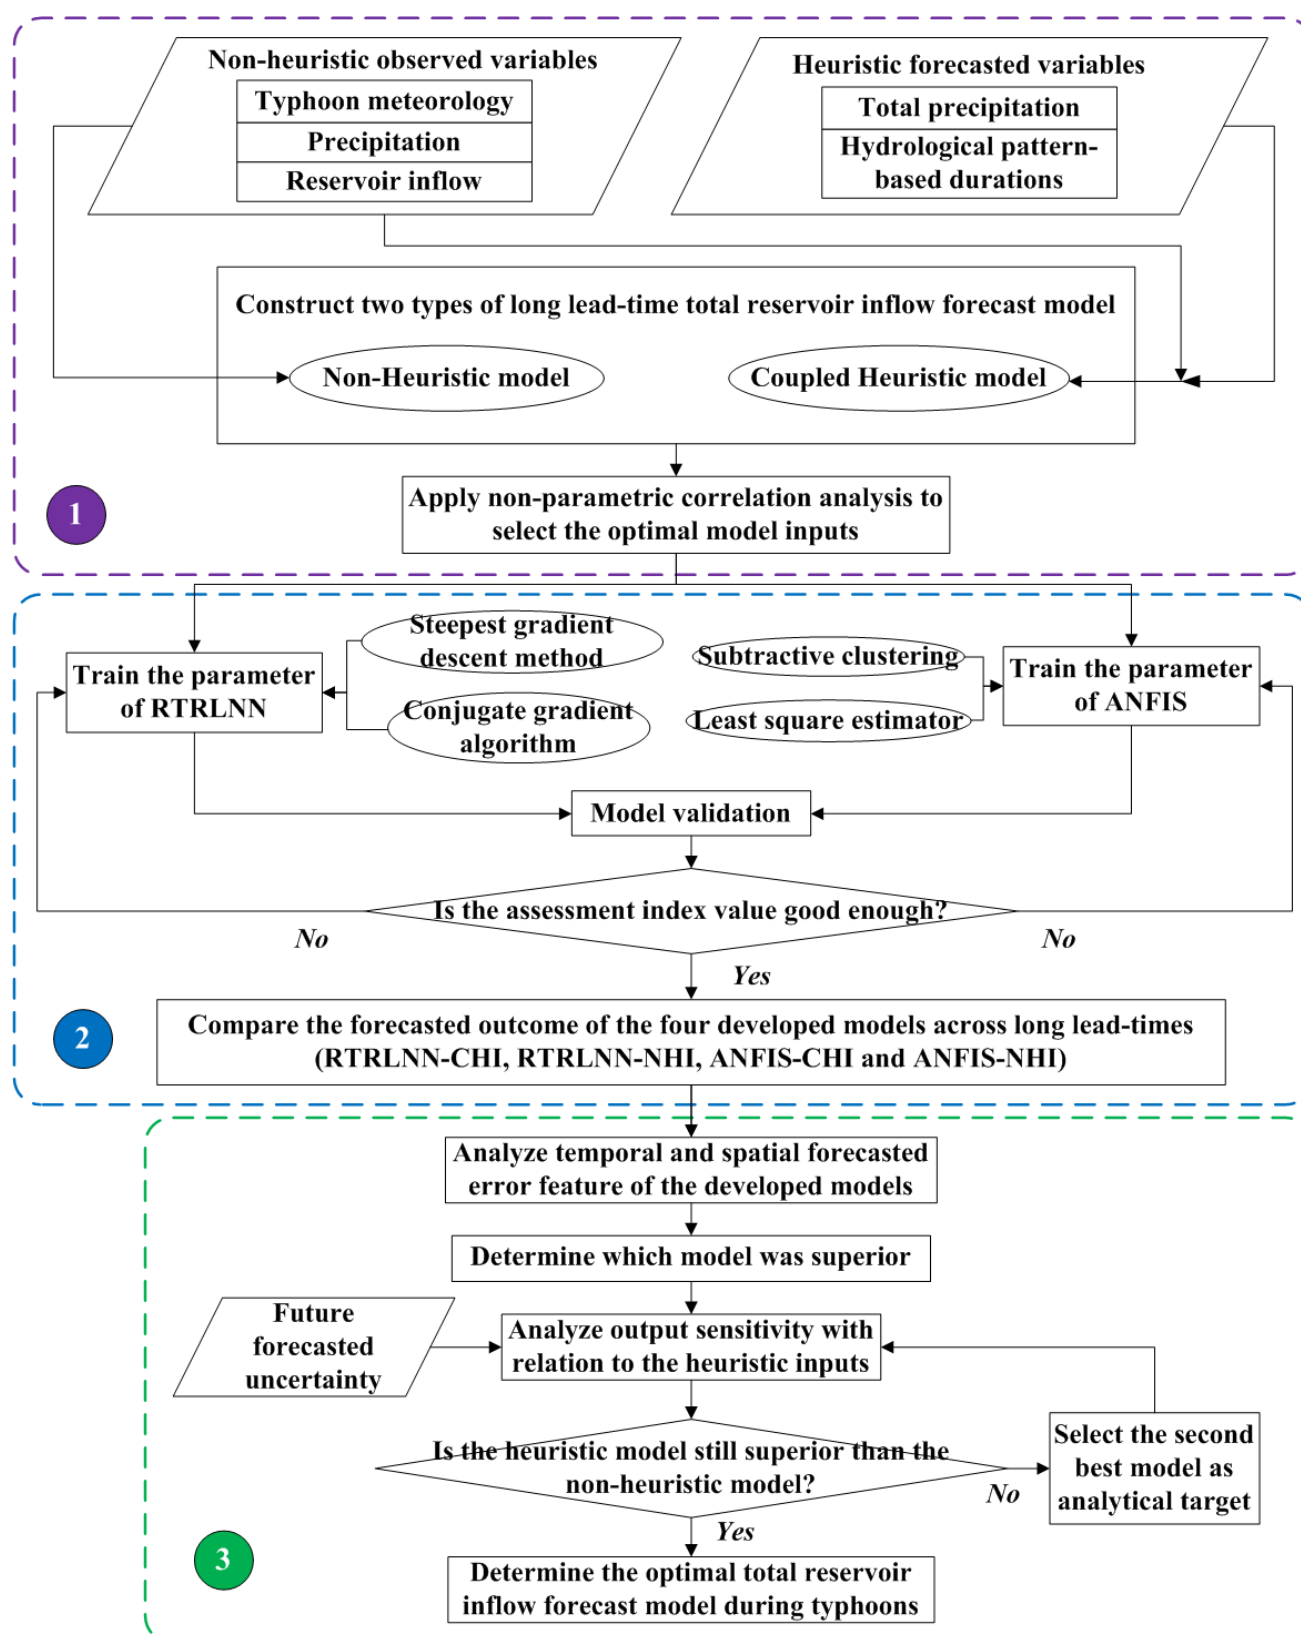 Non-heuristic observed variables
Typhoon meteorology
Precipitation
Reservoir inflow
Heuristic forecasted variables
Total precipitation
Hydrological pattern-
based durations
Construct two types of long lead-time total reservoir inflow forecast model
Non-Heuristic model
Coupled Heuristic model
Apply non-parametric correlation analysis to
select the optimal model inputs
1
Steepest gradient
descent method
Conjugate gradient
algorithm
Train the parameter
of RTRLNN
Subtractive clustering
Least square estimator
Train the parameter
of ANFIS
Model validation
Is the assessment index value good enough?
No
No
Yes
2
Compare the forecasted outcome of the four developed models across long lead-times
(RTRLNN-CHI, RTRLNN-NHI, ANFIS-CHI and ANFIS-NHI)
Analyze temporal and spatial forecasted
error feature of the developed models
Determine which model was superior
Future
forecasted
uncertainty
Analyze output sensitivity with
relation to the heuristic inputs
Is the heuristic model still superior than the
non-heuristic model?
No
Select the second
best model as
analytical target
Yes
3
Determine the optimal total reservoir
inflow forecast model during typhoons